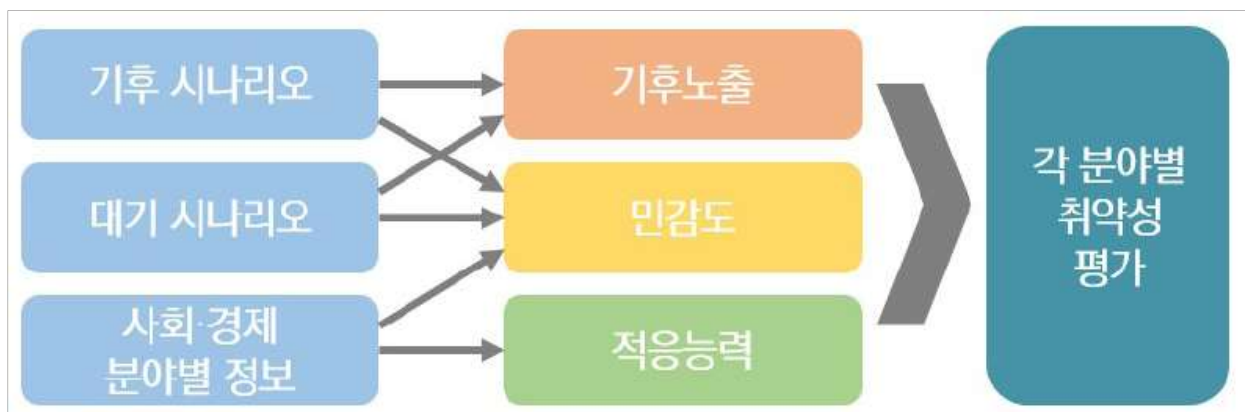 기후 시나리오
대기 시나리오
사회·경제
분야별 정보
기후노출
민감도
적응능력
각 분야별
취약성
평가